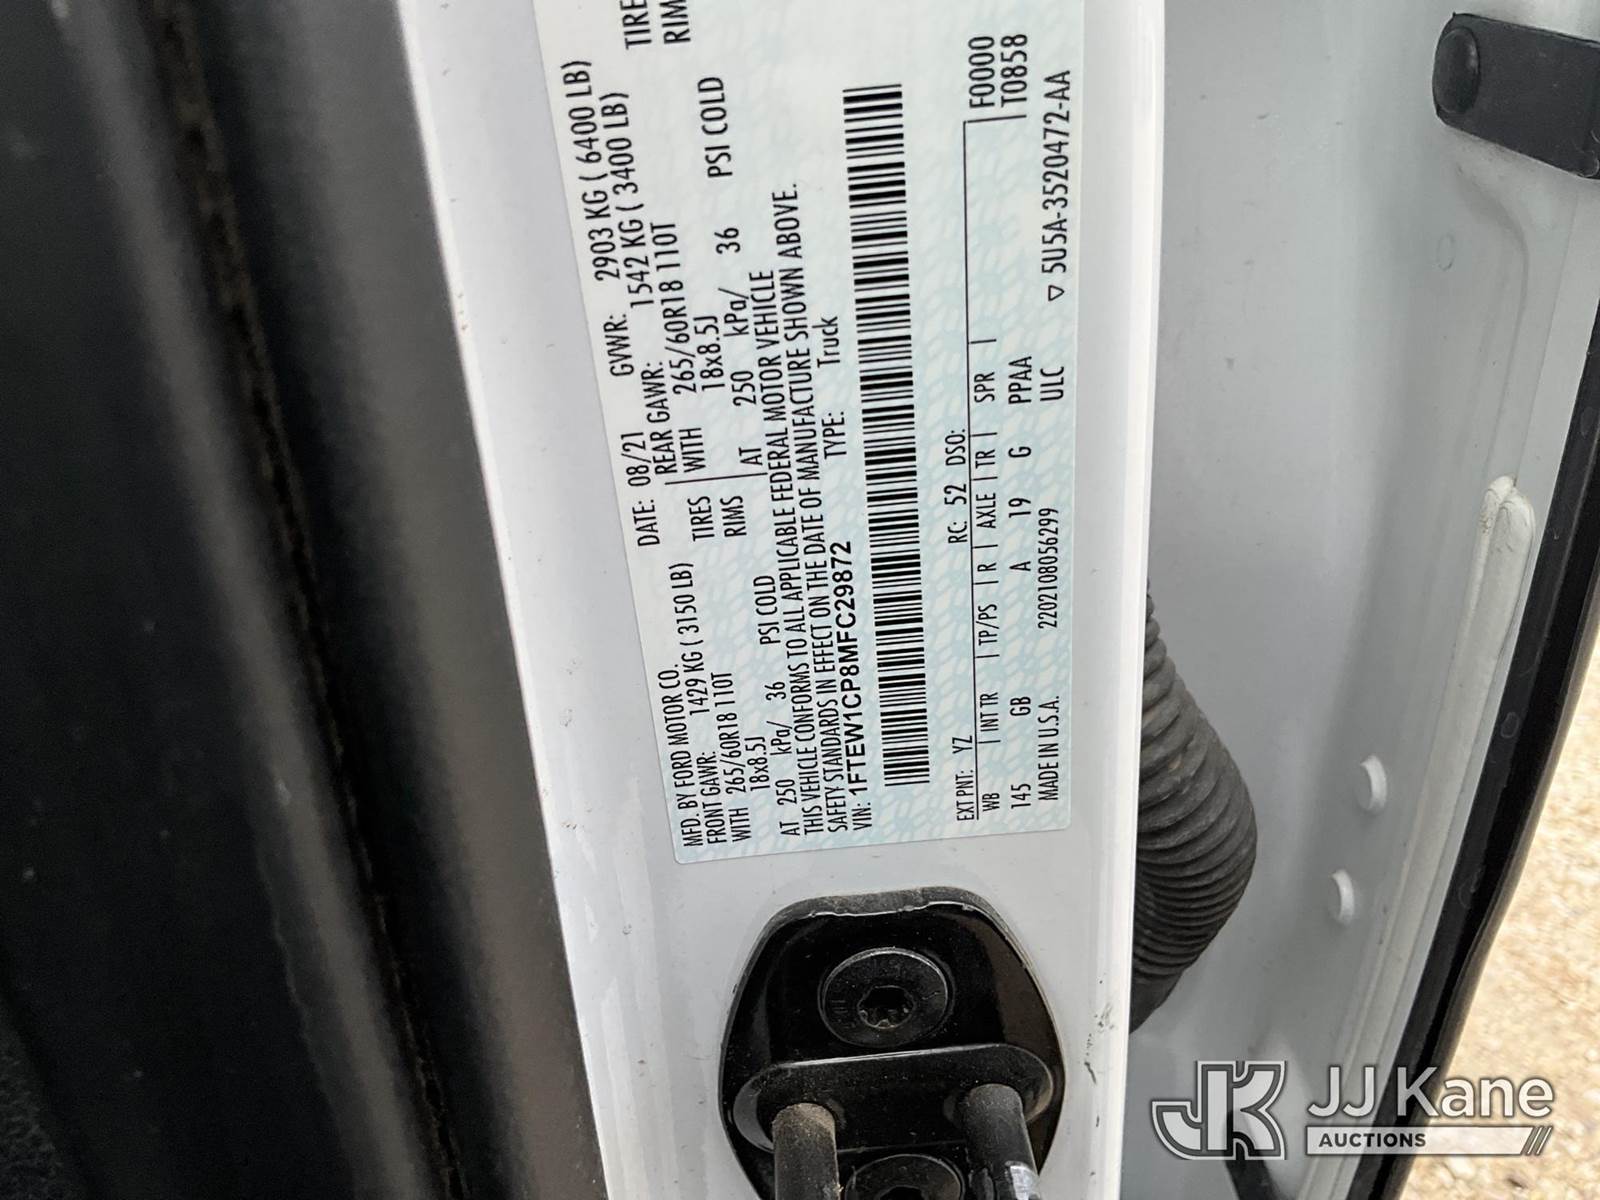 MFD. BY FORD MOTOR CO. DATE: 08/21 GVWR: 2903 KG ( 6400 LB)
FRONT GAWR: 1429 KG ( 3150 LB) REAR GAWR: 1542 KG ( 3400 LB)
WITH 265/60R18 110T TIRES WITH 265/60R18 110T TIRE
18x8.5J RIMS 18x8.5J RIM
AT 250 kPa/ 36 PSI COLD AT 250 kPa/ 36 PSI COLD
THIS VEHICLE CONFORMS TO ALL APPLICABLE FEDERAL MOTOR VEHICLE
SAFETY STANDARDS IN EFFECT ON THE DATE OF MANUFACTURE SHOWN ABOVE.
VIN: 1FTEW1CP8MFC29872 TYPE: Truck
EXT PNT: YZ RC: 52 DSO: F0000
WB INT TR TP/PS R AXLE TR SPR T0858
145 GB A 19 G PPAA
MADE IN U.S.A. 2202108056299 ULC ▽ 5U5A-3520472-AA
JK JJ Kane
AUCTIONS